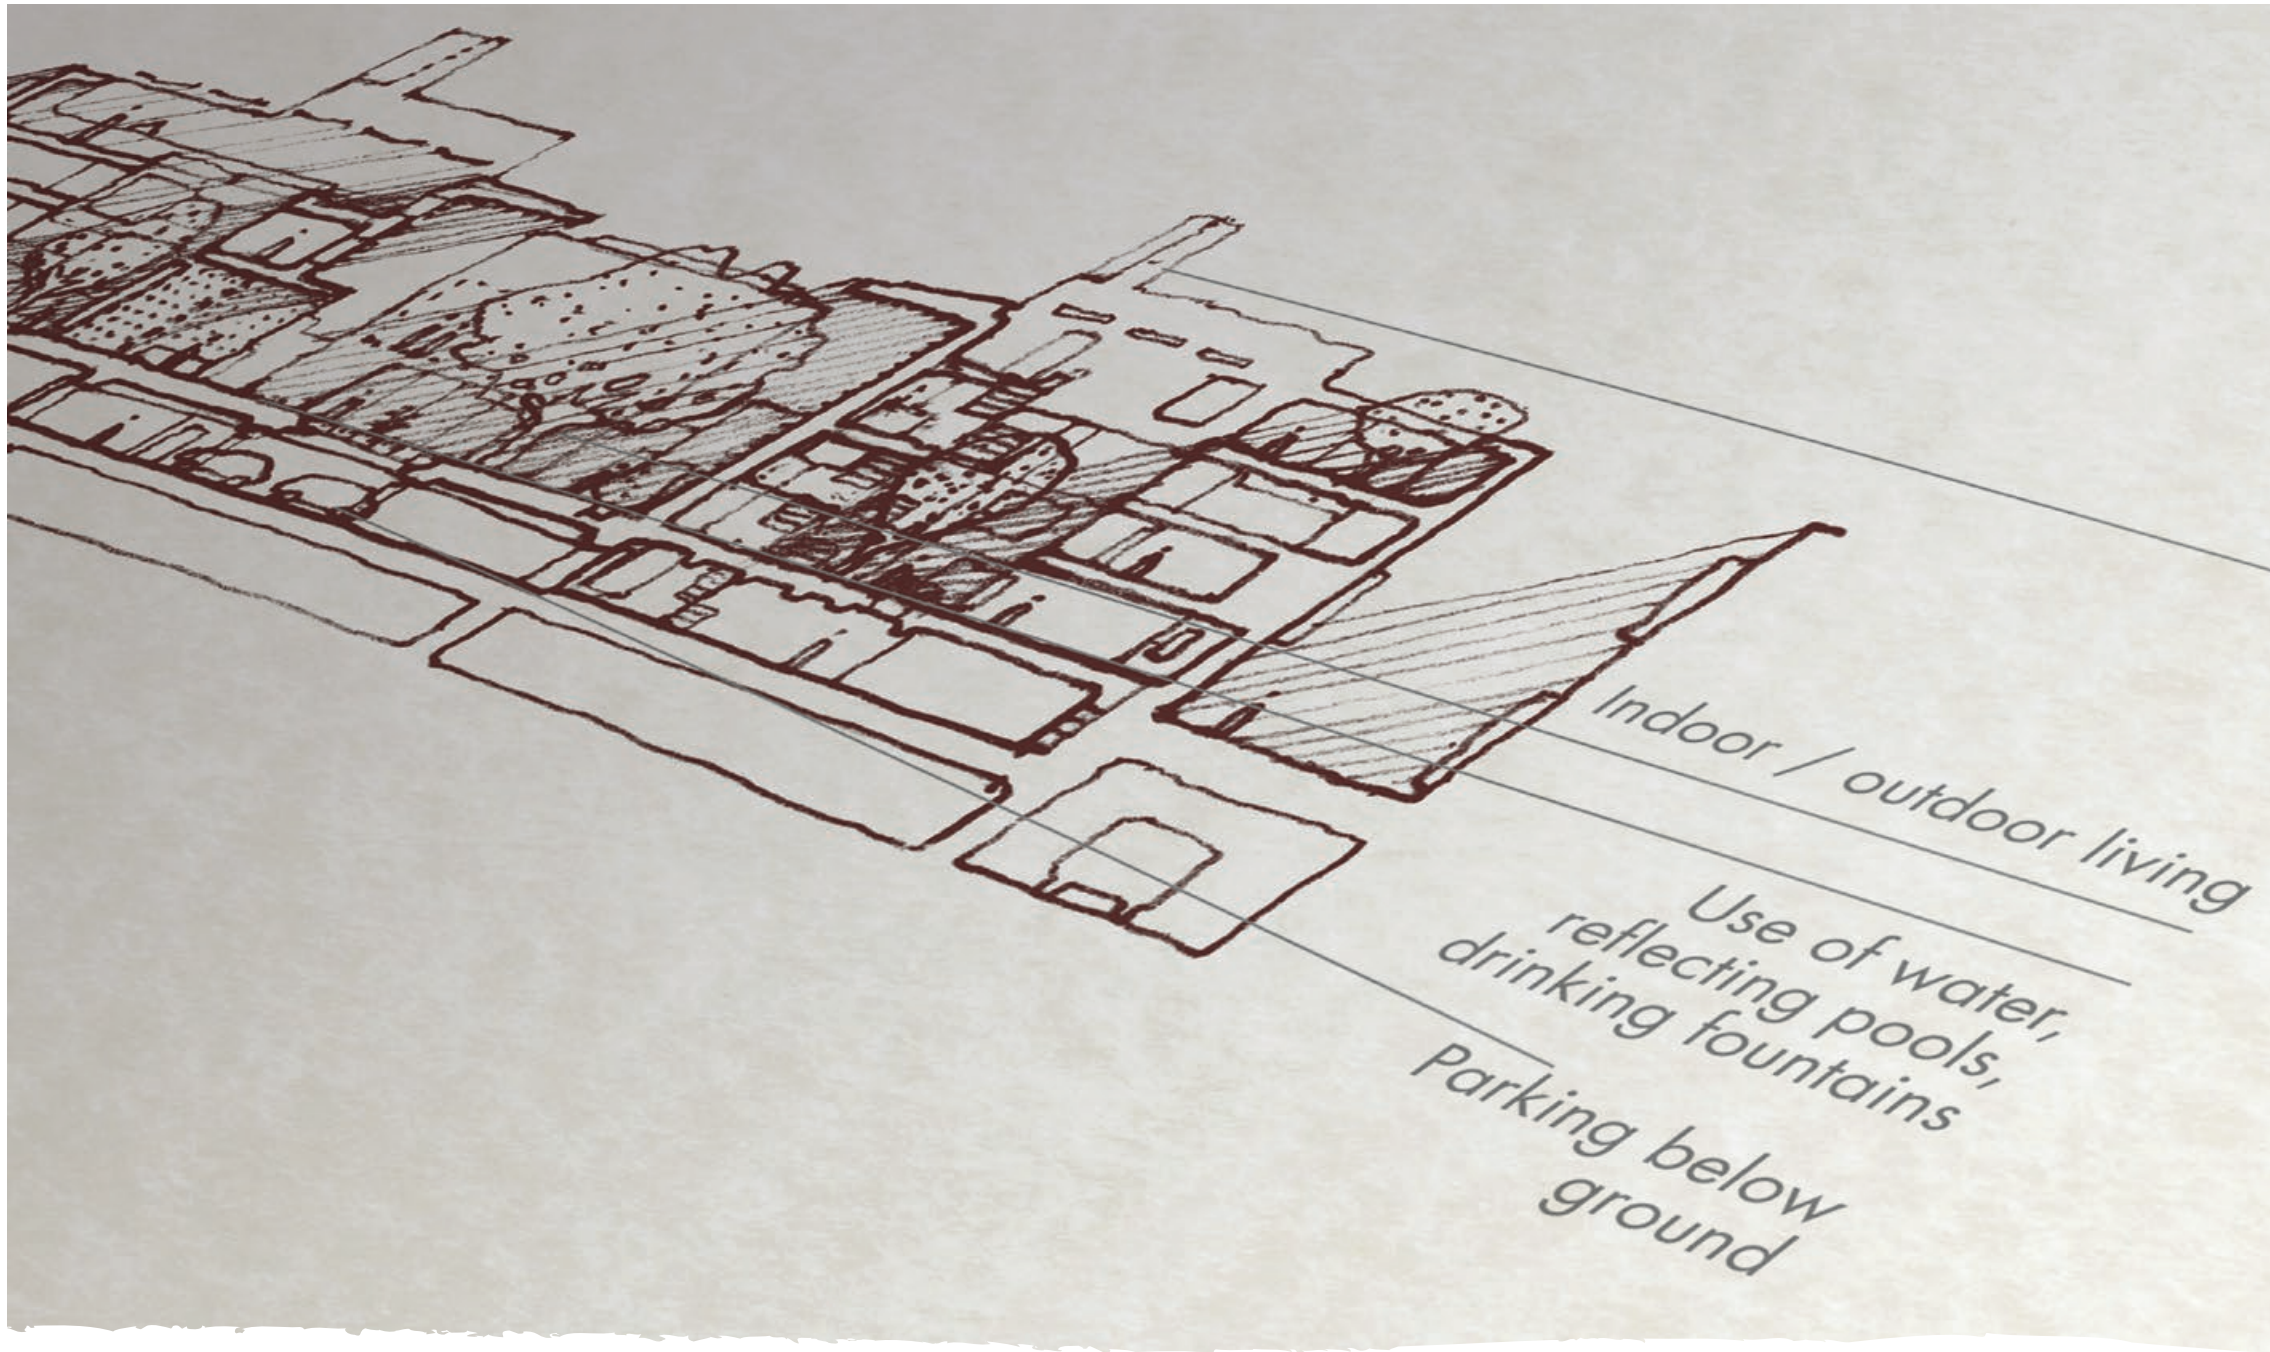 Indoor / outdoor living
Use of water,
reflecting pools,
drinking fountains
Parking below
ground